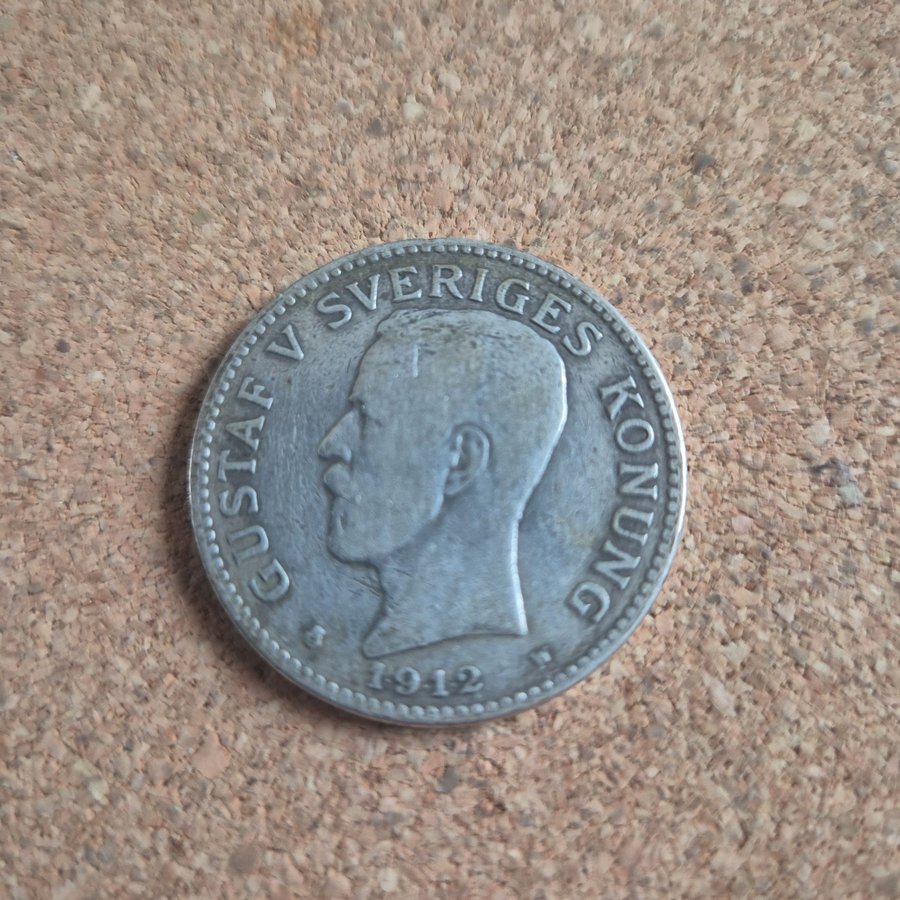 GUSTAF V SVERIGES KONUNG
W
1912